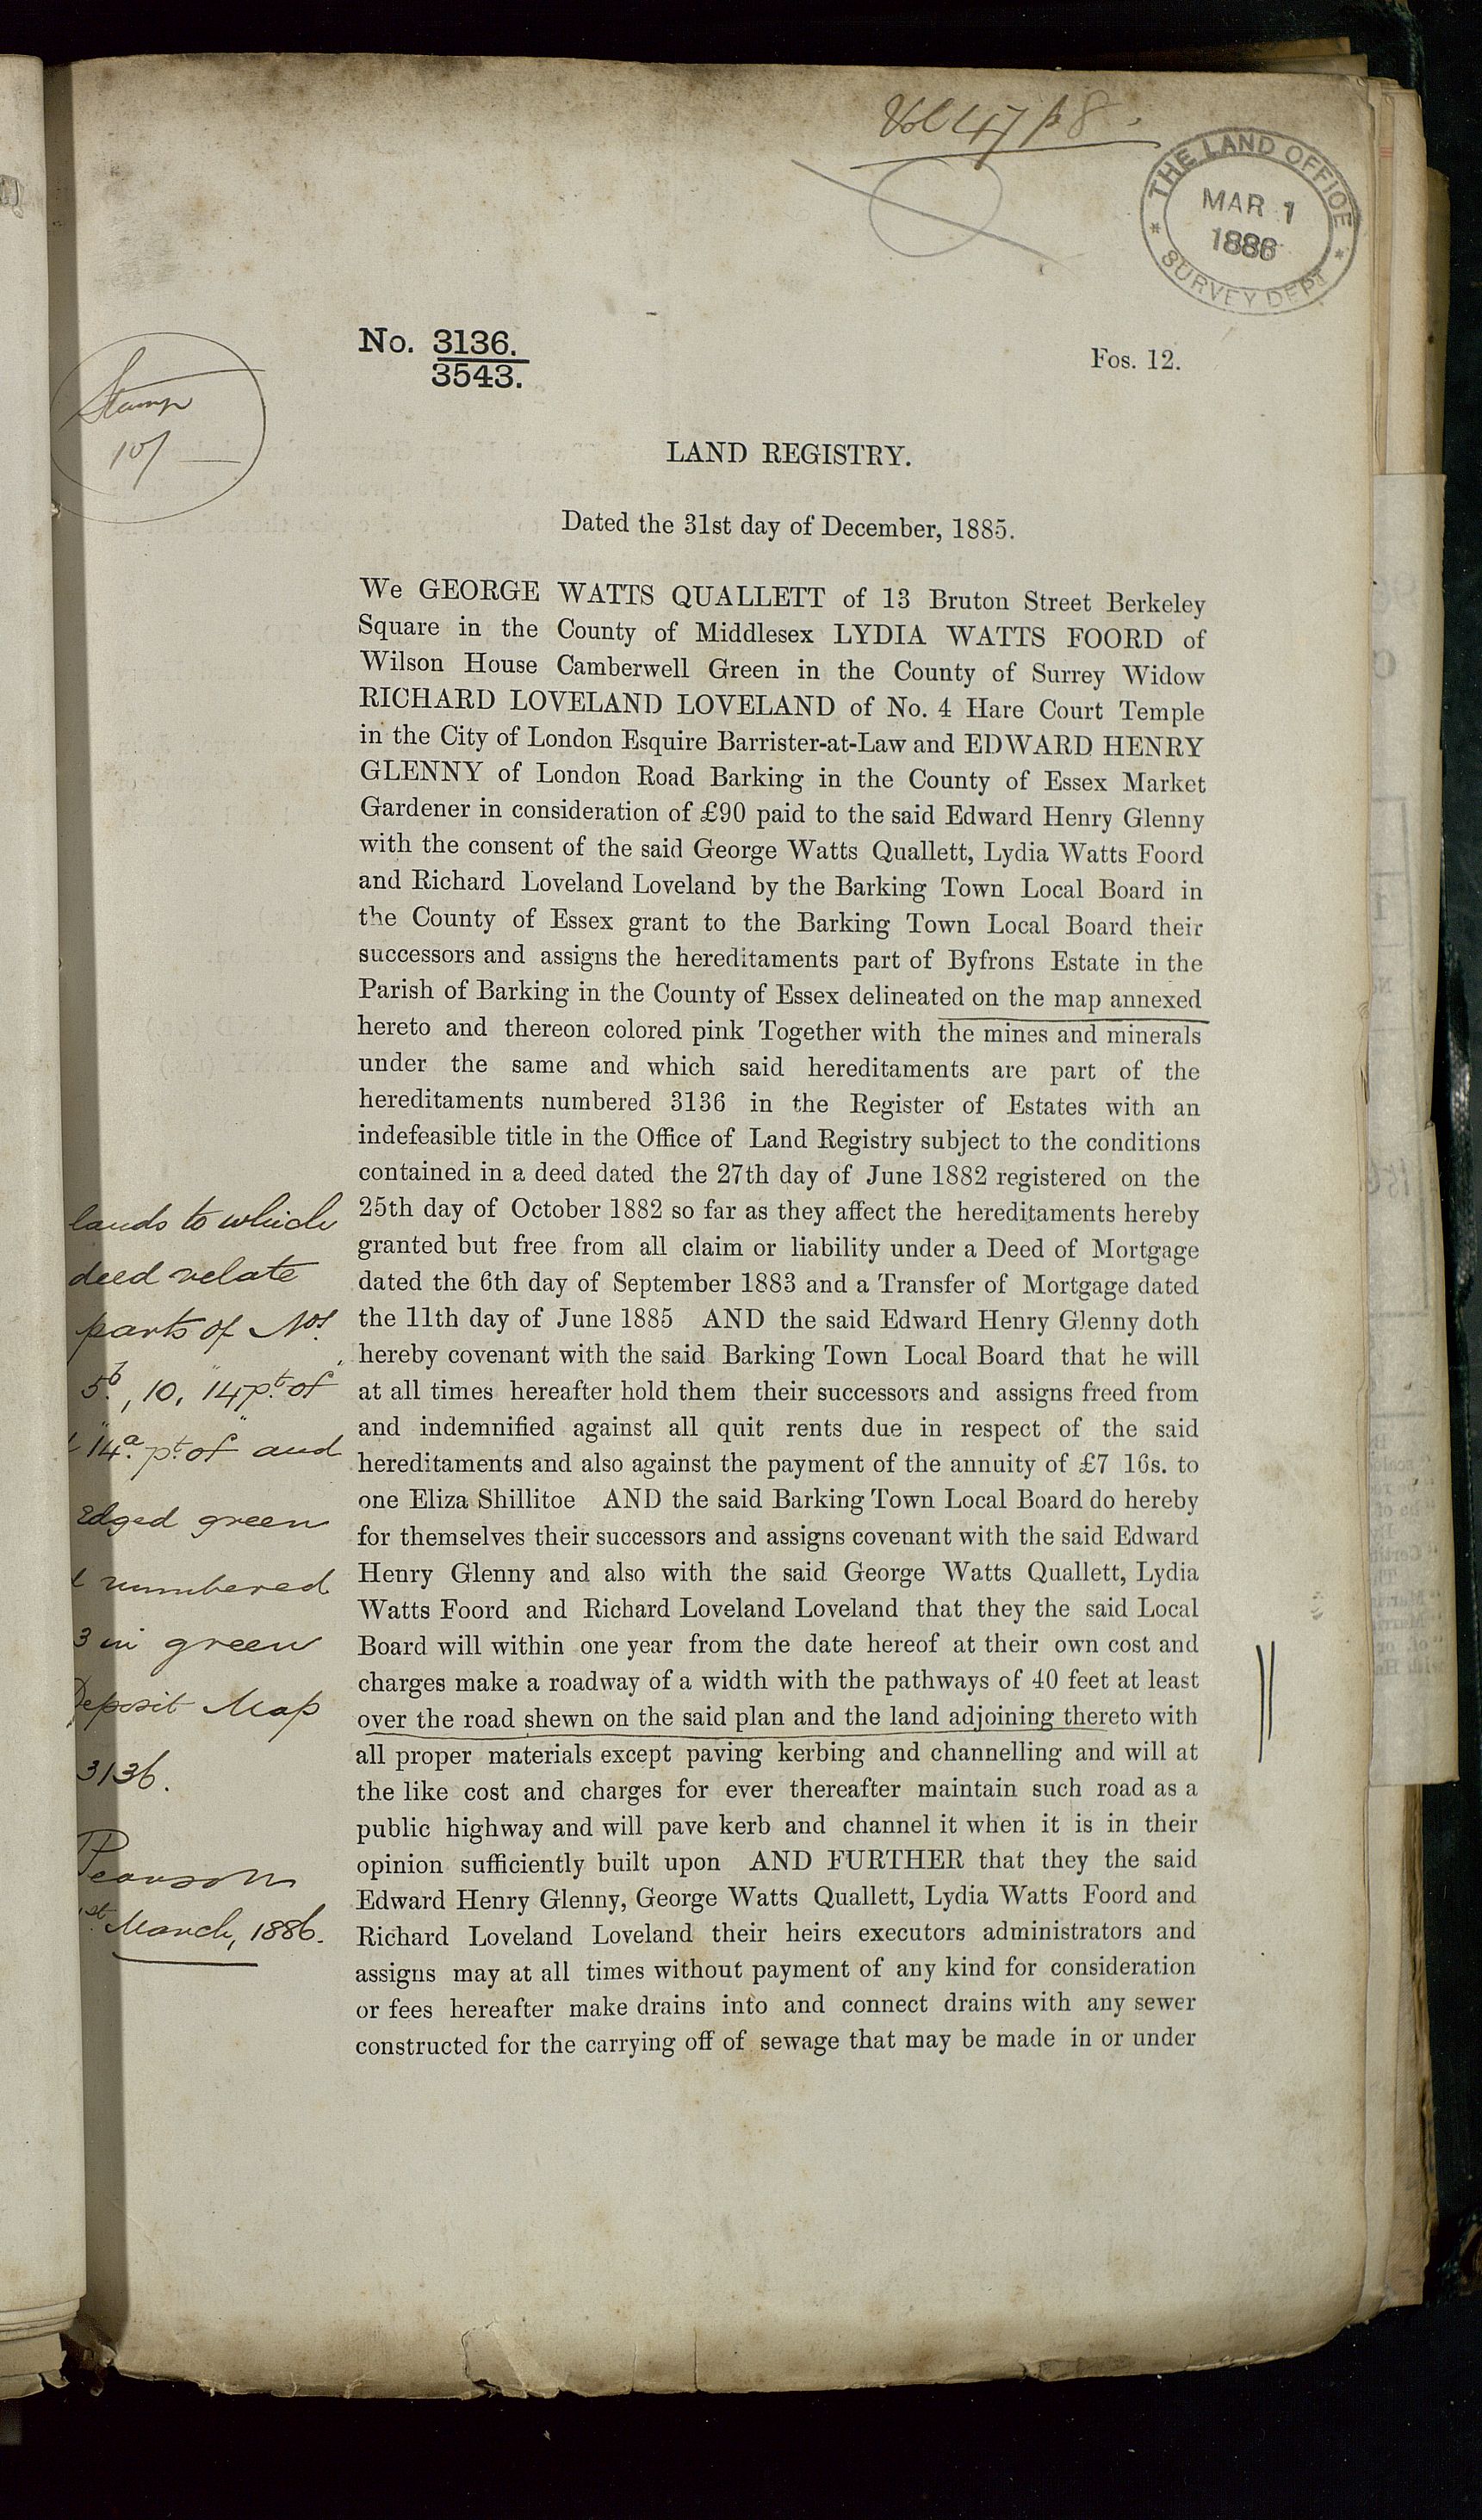 Vol 47 p 8.
THE LAND OFFICE
MAR 1
1886
SURVEY DEPT
No. 3136.
3543.
Fos. 12.
Stamp
10/—
LAND REGISTRY.
Dated the 31st day of December, 1885.
We GEORGE WATTS QUALLETT of 13 Bruton Street Berkeley
Square in the County of Middlesex LYDIA WATTS FOORD of
Wilson House Camberwell Green in the County of Surrey Widow
RICHARD LOVELAND LOVELAND of No. 4 Hare Court Temple
in the City of London Esquire Barrister-at-Law and EDWARD HENRY
GLENNY of London Road Barking in the County of Essex Market
Gardener in consideration of £90 paid to the said Edward Henry Glenny
with the consent of the said George Watts Quallett, Lydia Watts Foord
and Richard Loveland Loveland by the Barking Town Local Board in
the County of Essex grant to the Barking Town Local Board their
successors and assigns the hereditaments part of Byfrons Estate in the
Parish of Barking in the County of Essex delineated on the map annexed
hereto and thereon colored pink Together with the mines and minerals
under the same and which said hereditaments are part of the
hereditaments numbered 3136 in the Register of Estates with an
indefeasible title in the Office of Land Registry subject to the conditions
contained in a deed dated the 27th day of June 1882 registered on the
25th day of October 1882 so far as they affect the hereditaments hereby
granted but free from all claim or liability under a Deed of Mortgage
dated the 6th day of September 1883 and a Transfer of Mortgage dated
the 11th day of June 1885 AND the said Edward Henry Glenny doth
hereby covenant with the said Barking Town Local Board that he will
at all times hereafter hold them their successors and assigns freed from
and indemnified against all quit rents due in respect of the said
hereditaments and also against the payment of the annuity of £7 16s. to
one Eliza Shillitoe AND the said Barking Town Local Board do hereby
for themselves their successors and assigns covenant with the said Edward
Henry Glenny and also with the said George Watts Quallett, Lydia
Watts Foord and Richard Loveland Loveland that they the said Local
Board will within one year from the date hereof at their own cost and
charges make a roadway of a width with the pathways of 40 feet at least
over the road shewn on the said plan and the land adjoining thereto with
all proper materials except paving kerbing and channelling and will at
the like cost and charges for ever thereafter maintain such road as a
public highway and will pave kerb and channel it when it is in their
opinion sufficiently built upon AND FURTHER that they the said
Edward Henry Glenny, George Watts Quallett, Lydia Watts Foord and
Richard Loveland Loveland their heirs executors administrators and
assigns may at all times without payment of any kind for consideration
or fees hereafter make drains into and connect drains with any sewer
constructed for the carrying off of sewage that may be made in or under
lands to which
deed relate
parts of Nos.
5b, 10, 14 pt. of
14a pt. of and
Edged green
numbered
3 in green
Deposit Map
3136.
Pearson
1st March, 1886.